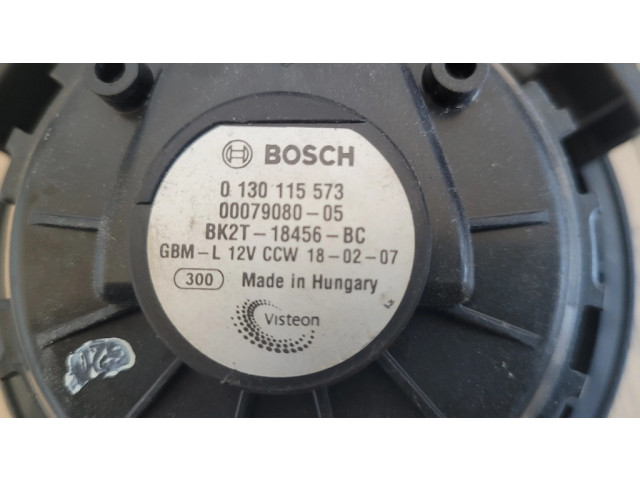 BOSCH
0 130 115 573
00079080-05
BK2T-18456-BC
GBM-L 12V CCW 18-02-07
300 Made in Hungary
Visteon